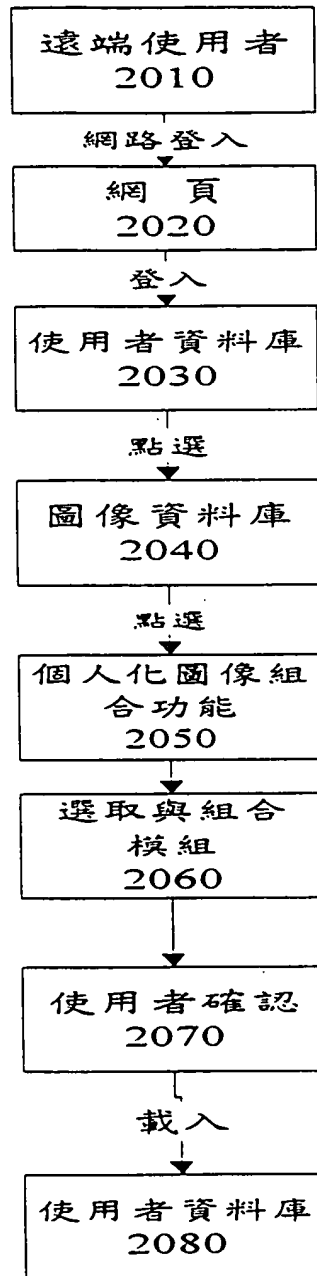 遠端使用者
2010
網路登入
網頁
2020
登入
使用者資料庫
2030
點選
圖像資料庫
2040
點選
個人化圖像組
合功能
2050
選取與組合
模組
2060
使用者確認
2070
載入
使用者資料庫
2080